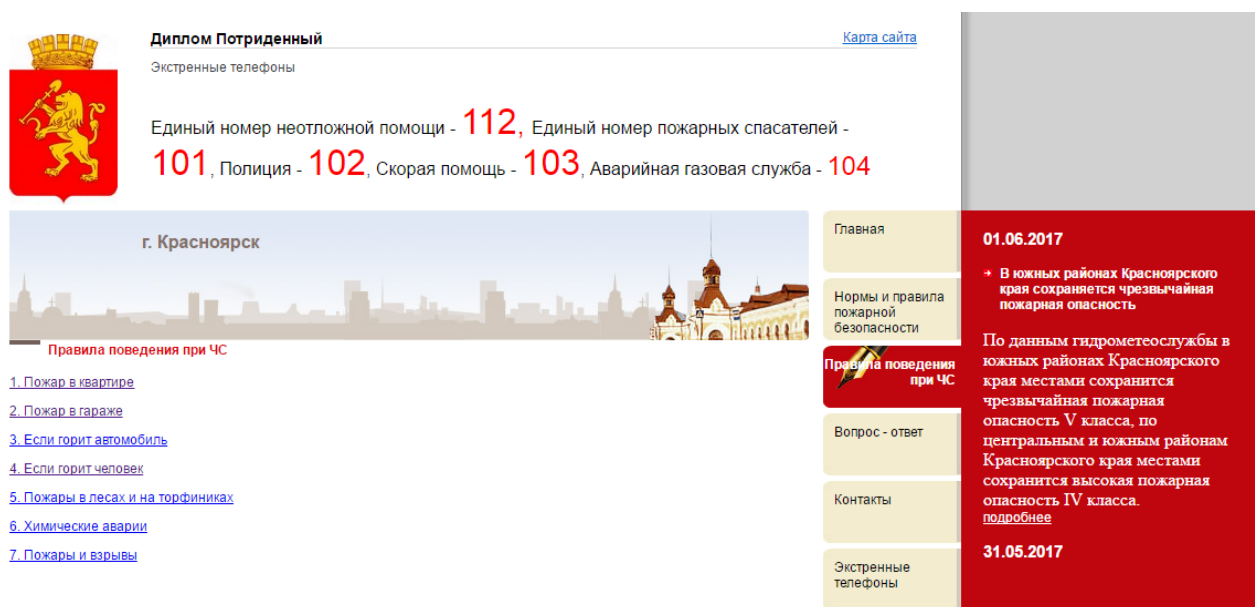 Диплом Потриденный
Карта сайта
Экстренные телефоны
Единый номер неотложной помощи - 112, Единый номер пожарных спасателей -
101, Полиция - 102, Скорая помощь - 103, Аварийная газовая служба - 104
г. Красноярск
Правила поведения при ЧС
1. Пожар в квартире
2. Пожар в гараже
3. Если горит автомобиль
4. Если горит человек
5. Пожары в лесах и на торфиниках
6. Химические аварии
7. Пожары и взрывы
Главная
Нормы и правила
пожарной
безопасности
Правила поведения
при ЧС
Вопрос - ответ
Контакты
Экстренные
телефоны
01.06.2017
В южных районах Красноярского
края сохраняется чрезвычайная
пожарная опасность
По данным гидрометеослужбы в
южных районах Красноярского
края местами сохранится
чрезвычайная пожарная
опасность V класса, по
центральным и южным районам
Красноярского края местами
сохранится высокая пожарная
опасность IV класса.
подробнее
31.05.2017